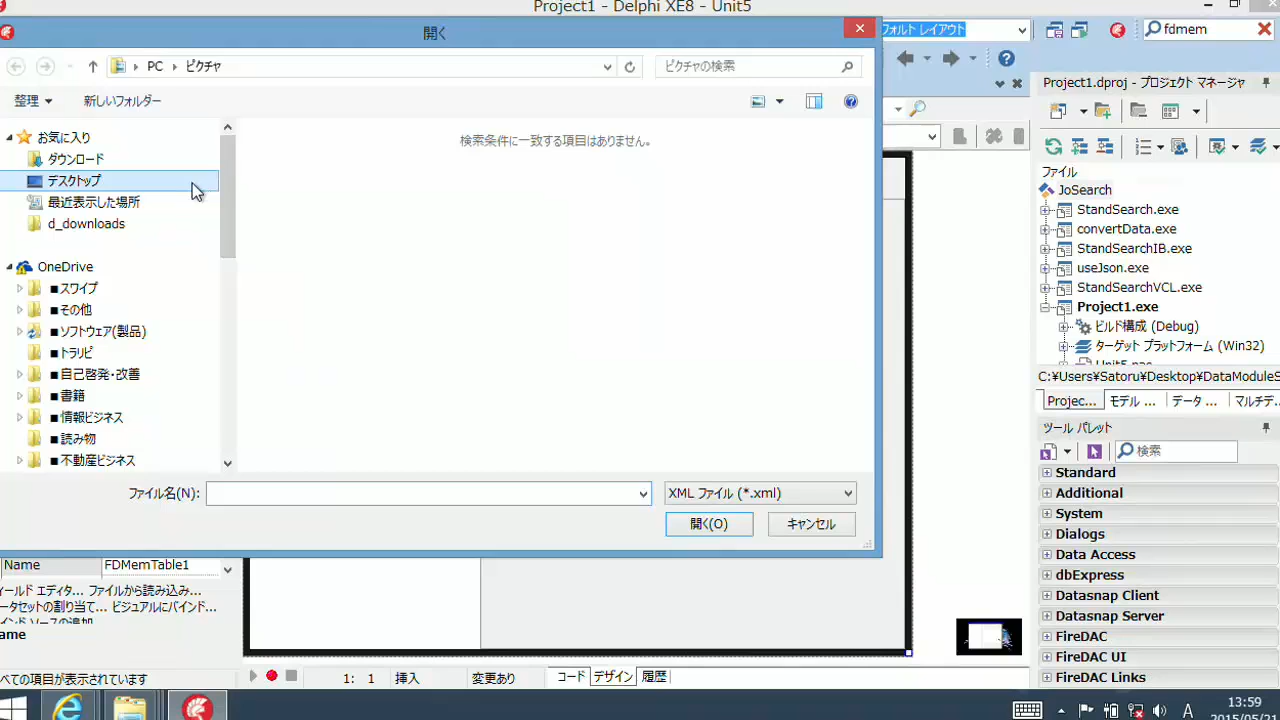 Project1 - Delphi XE8 - Unit5
開く
フォルト レイアウト
fdmem
PC
ピクチャ
ピクチャの検索
整理
新しいフォルダー
Project1.dproj - プロジェクト マネージャ
お気に入り
ダウンロード
デスクトップ
最近表示した場所
d_downloads
検索条件に一致する項目はありません。
OneDrive
■スワイプ
■その他
■ソフトウェア(製品)
■トラリピ
■自己啓発・改善
■書籍
■情報ビジネス
■読み物
■不動産ビジネス
ファイル名(N):
XML ファイル (*.xml)
開く(O)
キャンセル
ファイル
JoSearch
StandSearch.exe
convertData.exe
StandSearchIB.exe
useJson.exe
StandSearchVCL.exe
Project1.exe
ビルド構成 (Debug)
ターゲット プラットフォーム (Win32)
Unit5.pas
C:¥Users¥Satoru¥Desktop¥DataModuleS
Projec...
モデル ...
データ ...
マルチデ..
ツール パレット
検索
Standard
Additional
System
Dialogs
Data Access
dbExpress
Datasnap Client
Datasnap Server
FireDAC
FireDAC UI
FireDAC Links
Name
FDMemTable1
ィールド エディタ... ファイルから読み込み...
ータセットの割り当て... ビジュアルにバインド...
インド ソースの追加
ame
べての項目が表示されています
1: 1
挿入
変更あり
コード
デザイン
履歴
A
13:59